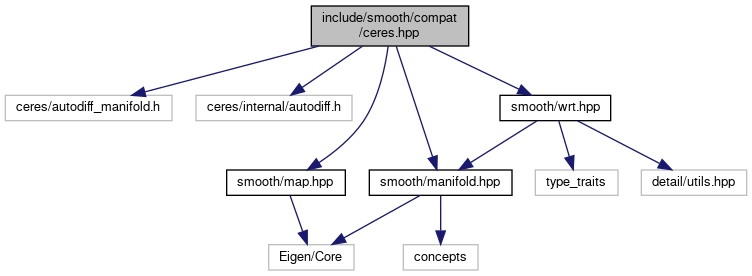 include/smooth/compat
/ceres.hpp
ceres/autodiff_manifold.h
ceres/internal/autodiff.h
smooth/wrt.hpp
smooth/map.hpp
smooth/manifold.hpp
type_traits
detail/utils.hpp
Eigen/Core
concepts